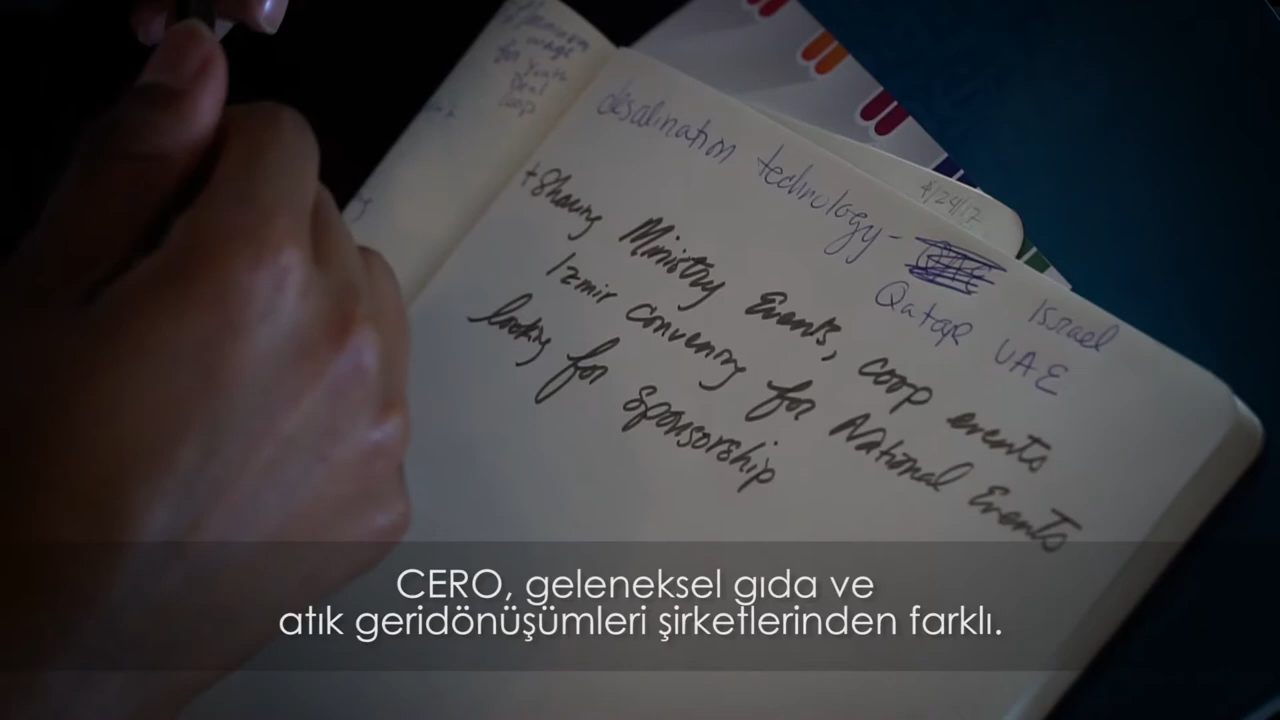 desalination technology - Israel
4/24/17
Qatar UAE
+ Sharing Ministry Events, coop events
Izmir convening for National Events
looking for sponsorship
CERO, geleneksel gıda ve
atık geridönüşümleri şirketlerinden farklı.